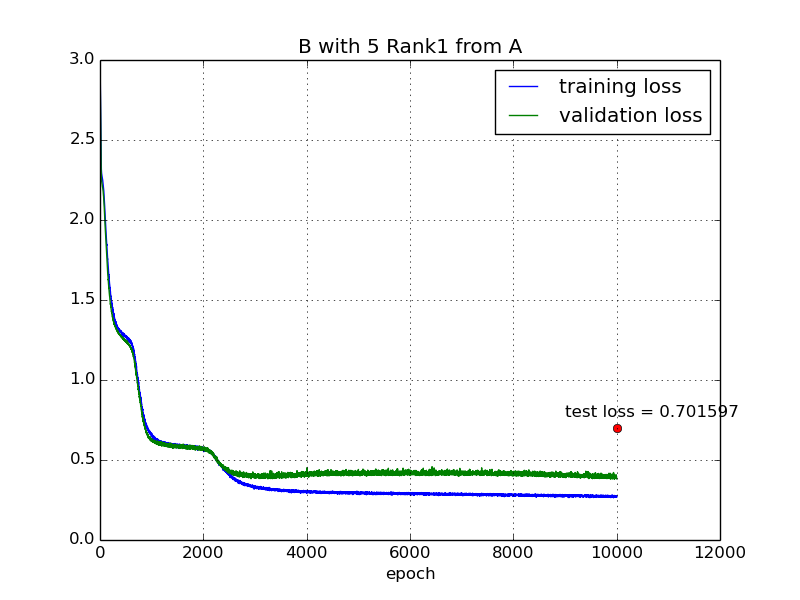 B with 5 Rank1 from A
training loss
validation loss
3.0
2.5
2.0
1.5
1.0
0.5
0.0
test loss = 0.701597
0 2000 4000 6000 8000 10000 12000
epoch